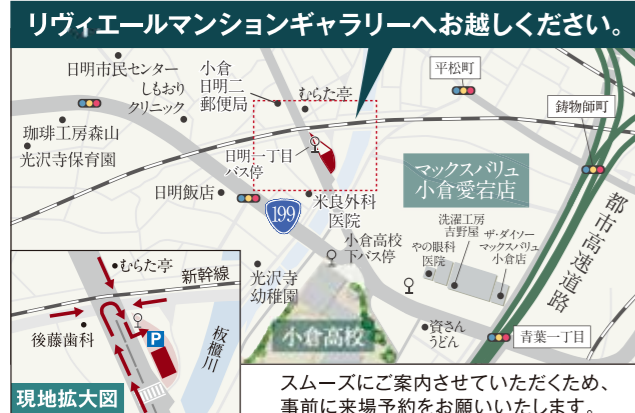 リヴィエールマンションギャラリーへお越しください。
日明市民センター
しもおり
クリニック
小倉
日明二
郵便局
むらた亭
平松町
鋳物師町
珈琲工房森山
光沢寺保育園
日明一丁目
バス停
マックスバリュ
小倉愛宕店
日明飯店
米良外科
医院
199
都市高速道路
洗濯工房
吉野屋
ザ・ダイソー
マックスバリュ
小倉店
やの眼科
医院
小倉高校
下バス停
光沢寺
幼稚園
小倉高校
資さん
うどん
青葉一丁目
むらた亭
新幹線
後藤歯科
P
板櫃川
現地拡大図
スムーズにご案内させていただくため、
事前に来場予約をお願いいたします。